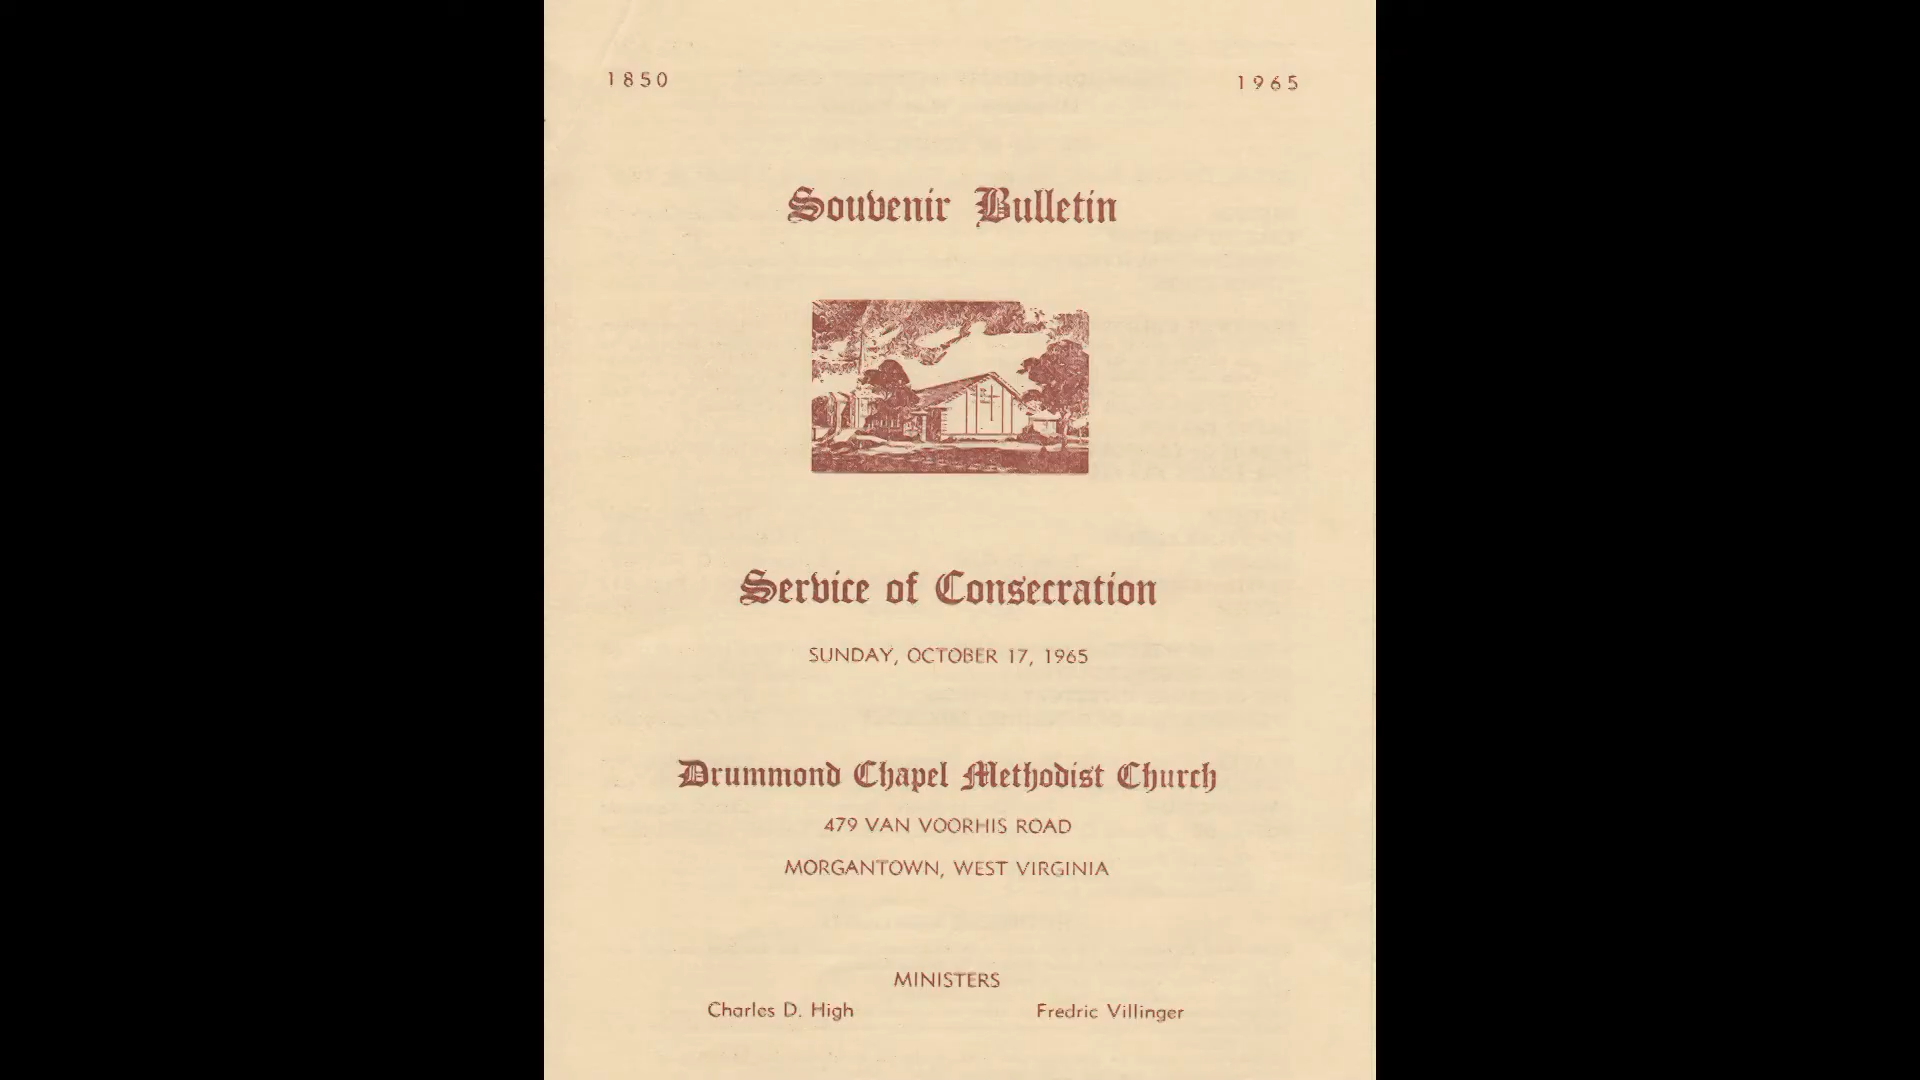 1850 1965
Souvenir Bulletin
Service of Consecration
SUNDAY, OCTOBER 17, 1965
Drummond Chapel Methodist Church
479 VAN VOORHIS ROAD
MORGANTOWN, WEST VIRGINIA
MINISTERS
Charles D. High Fredric Villinger